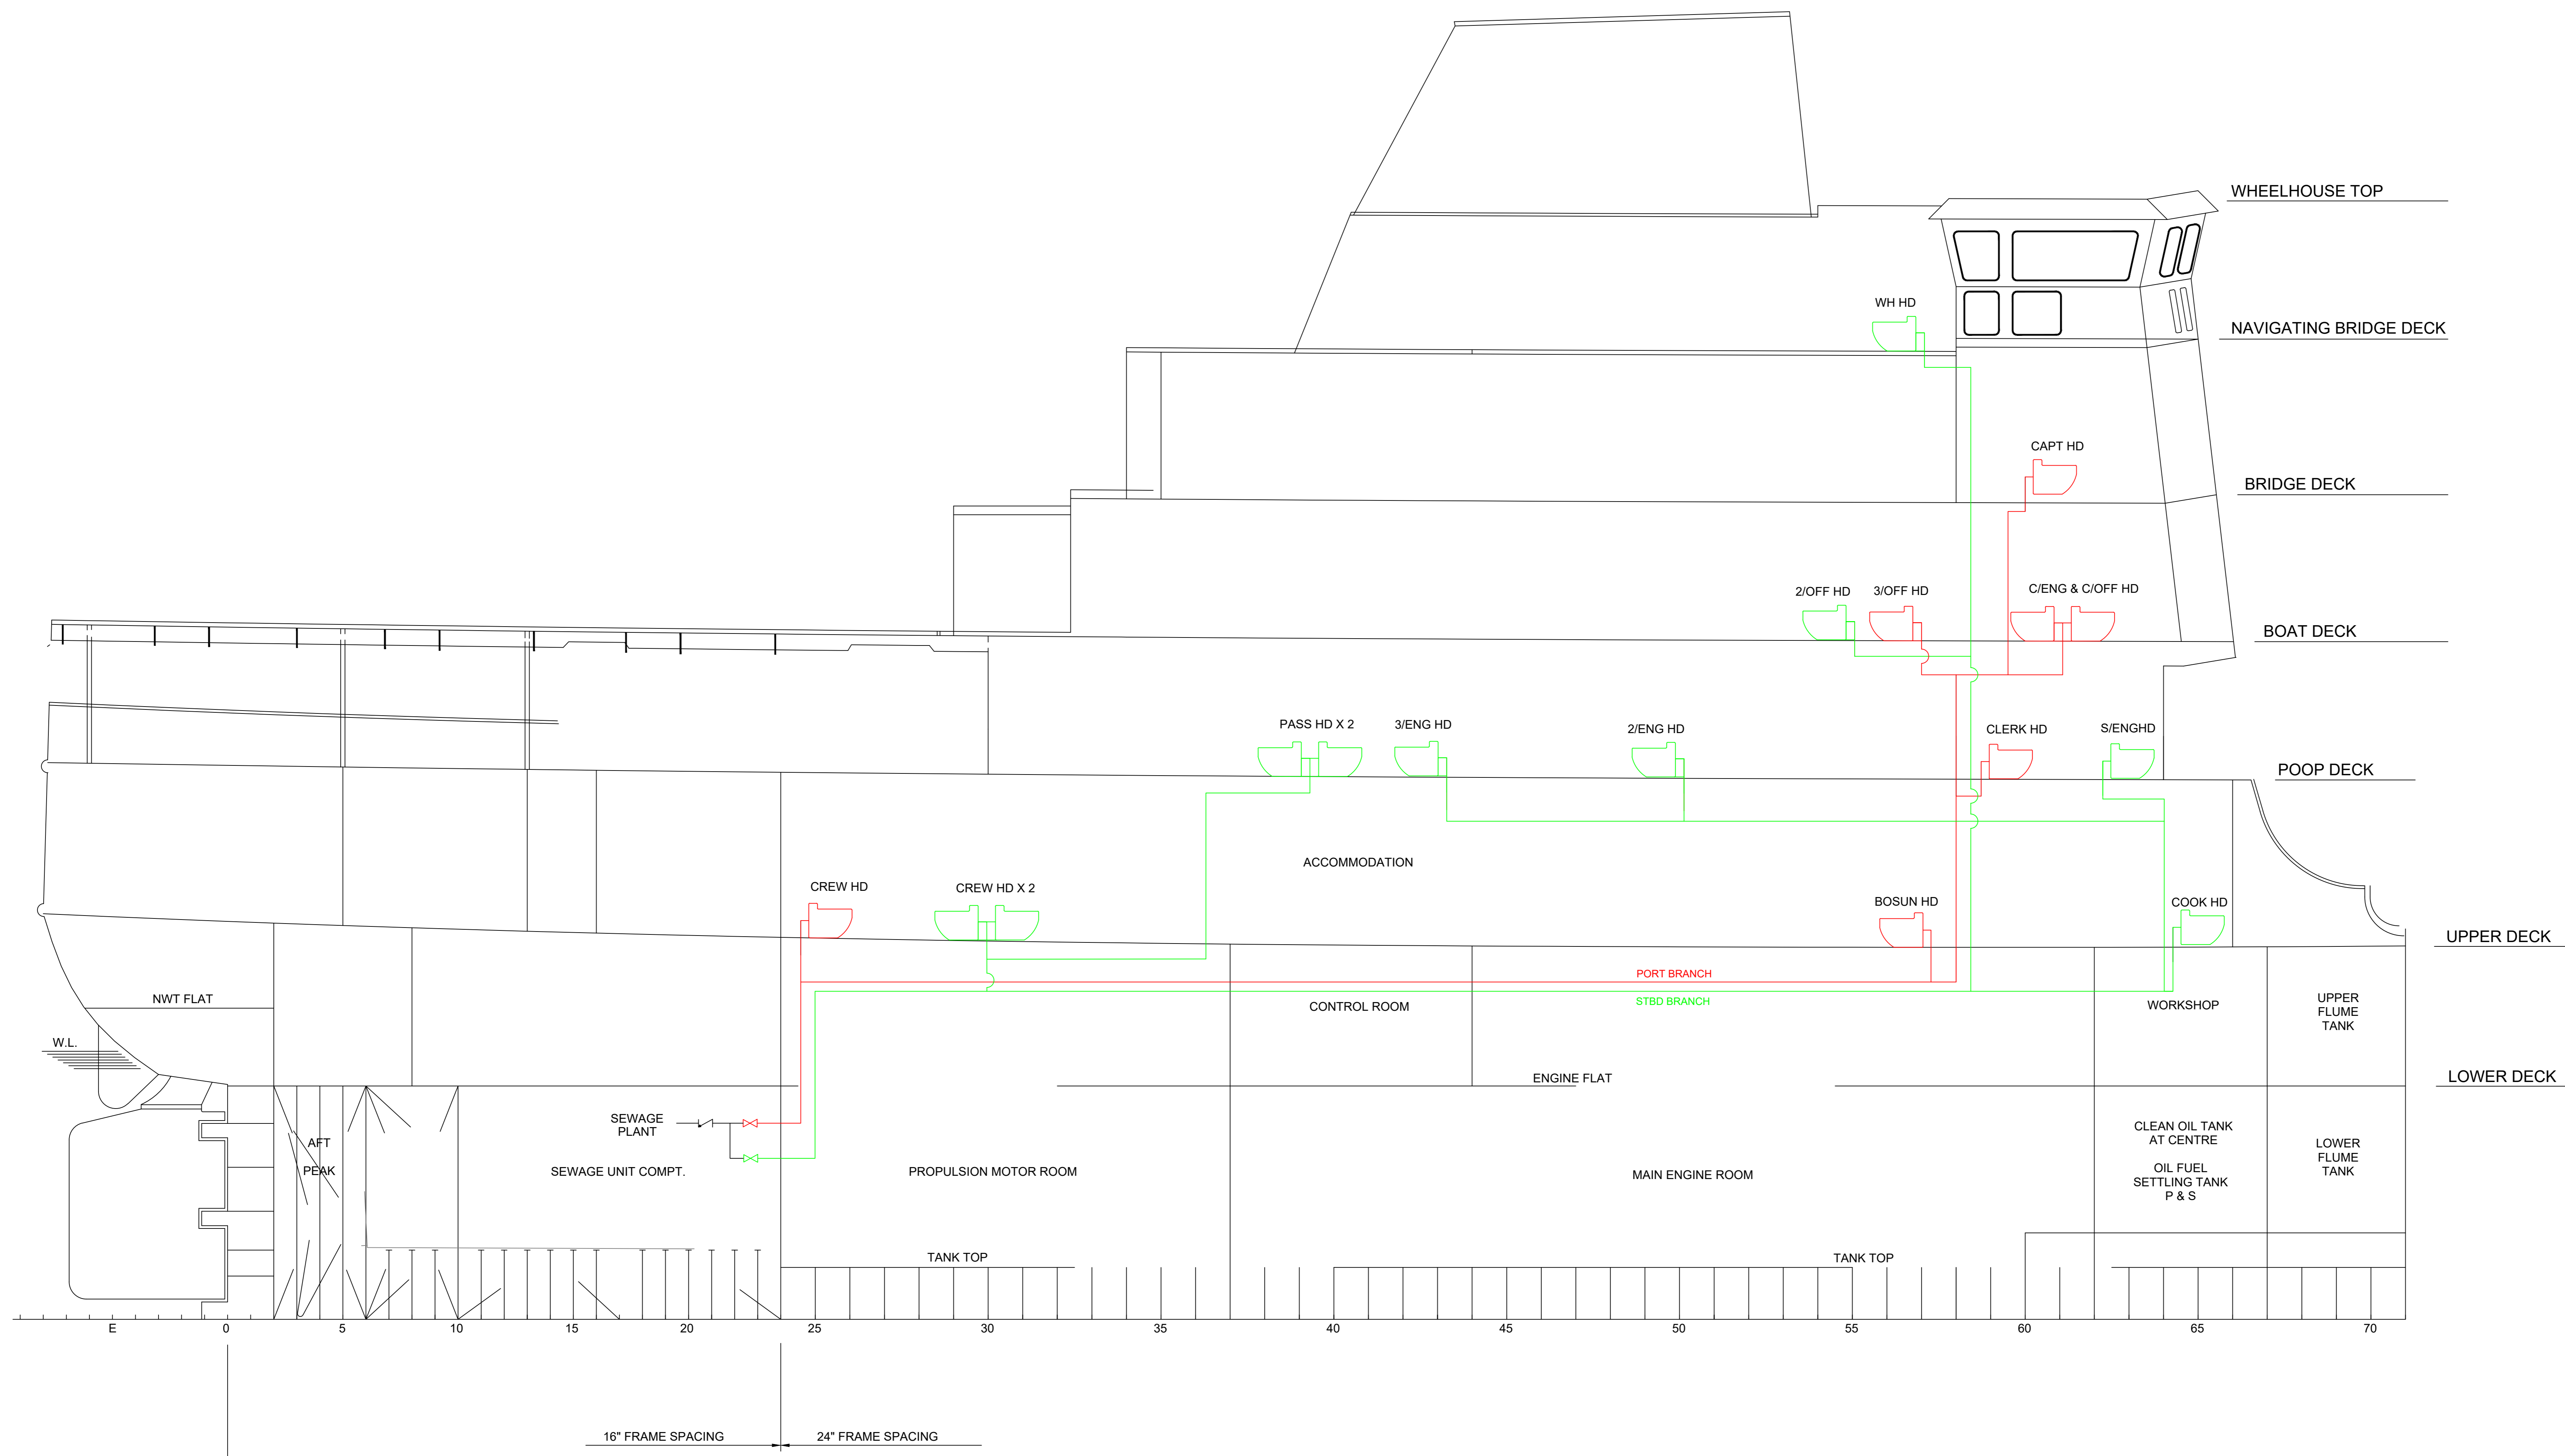 WHEELHOUSE TOP
WH HD
NAVIGATING BRIDGE DECK
CAPT HD
BRIDGE DECK
2/OFF HD
3/OFF HD
C/ENG & C/OFF HD
BOAT DECK
PASS HD X 2
3/ENG HD
2/ENG HD
CLERK HD
S/ENGHD
POOP DECK
ACCOMMODATION
CREW HD
CREW HD X 2
BOSUN HD
COOK HD
UPPER DECK
PORT BRANCH
STBD BRANCH
NWT FLAT
CONTROL ROOM
WORKSHOP
UPPER
FLUME
TANK
W.L.
ENGINE FLAT
LOWER DECK
SEWAGE
PLANT
AFT
PEAK
SEWAGE UNIT COMPT.
PROPULSION MOTOR ROOM
MAIN ENGINE ROOM
CLEAN OIL TANK
AT CENTRE
OIL FUEL
SETTLING TANK
P & S
LOWER
FLUME
TANK
TANK TOP
TANK TOP
E 0 5 10 15 20 25 30 35 40 45 50 55 60 65 70
16" FRAME SPACING
24" FRAME SPACING